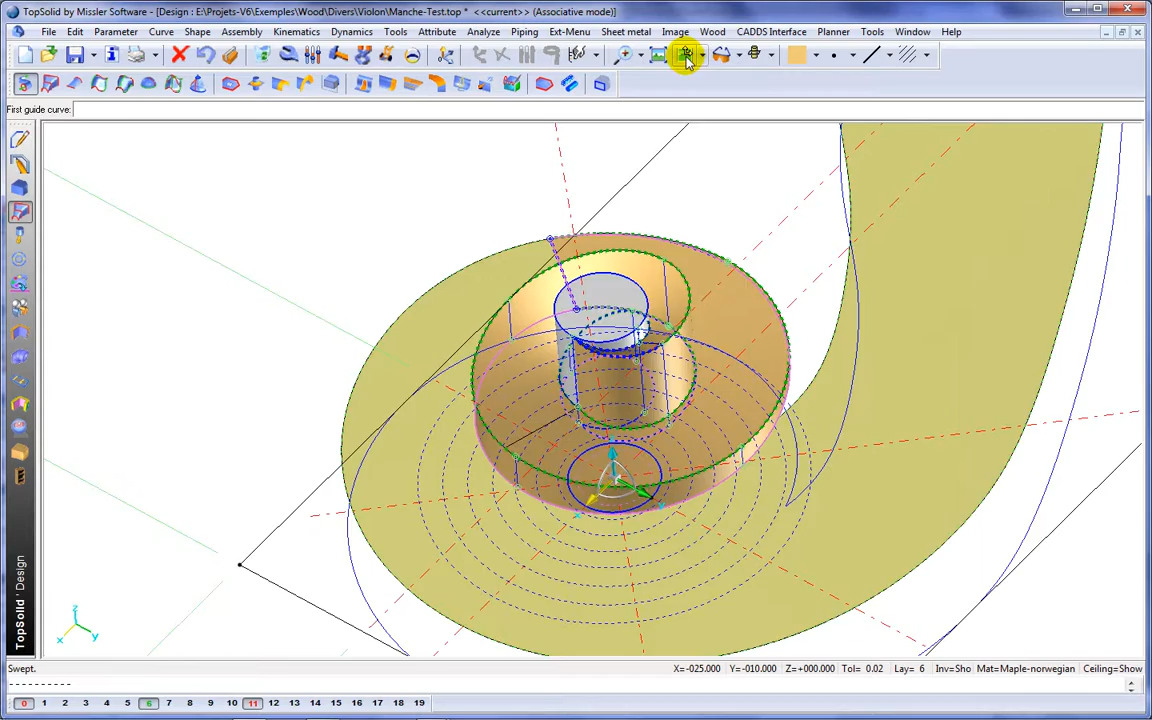 TopSolid by Missler Software - [Design : E:\Projets-V6\Exemples\Wood\Divers\Violon\Manche-Test.top * <<current>> (Associative mode)]
File Edit Parameter Curve Shape Assembly Kinematics Dynamics Tools Attribute Analyze Piping Ext-Menu Sheet metal Image Wood CADDS Interface Planner Tools View Window Help
First guide curve:
z
x
y
TopSolid'Design
Swept. X=-025.000 Y=-010.000 Z=+000.000 Tol= 0.02 Lay= 6 Inv=Sho Mat=Maple-norwegian Ceiling=Show
----------
0 1 2 3 4 5 6 7 8 9 10 11 12 13 14 15 16 17 18 19